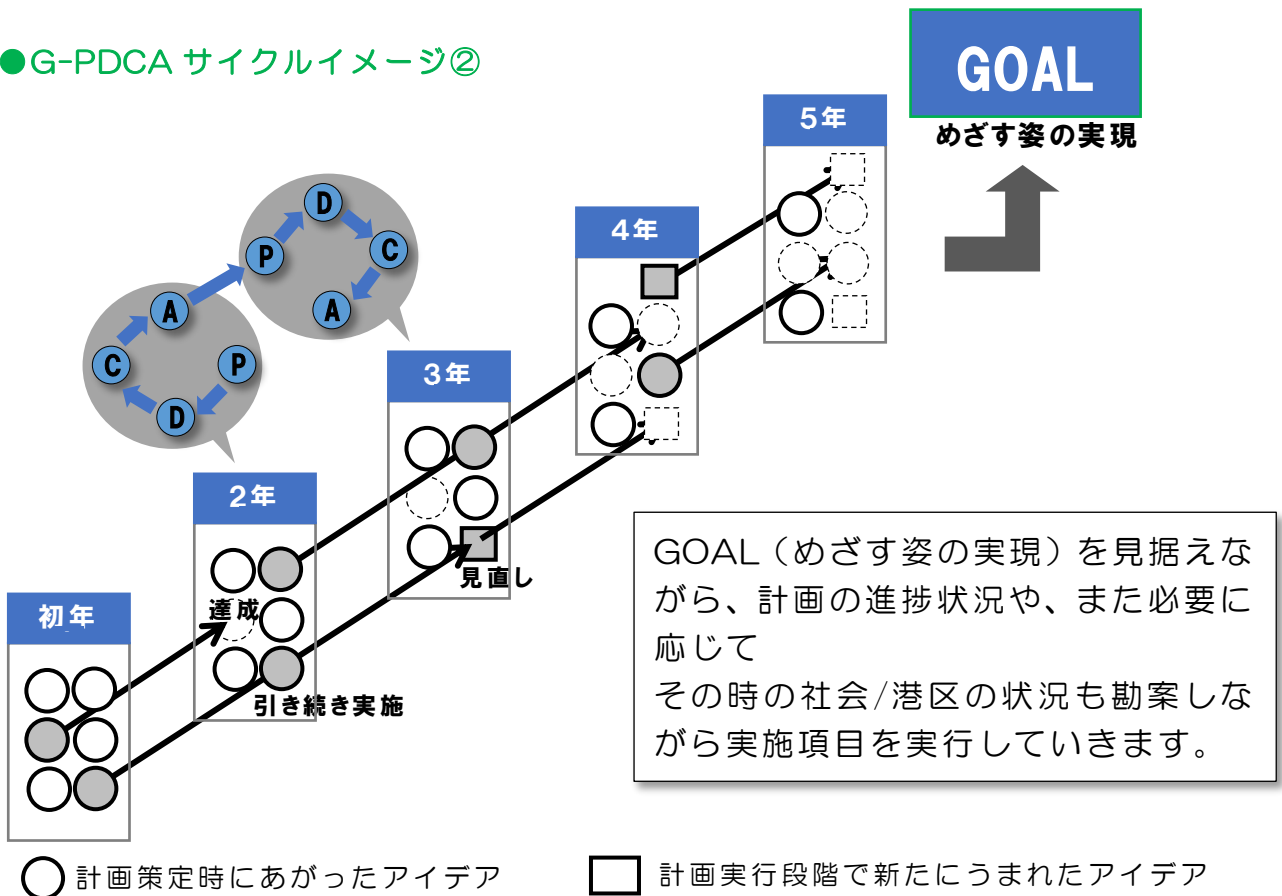 ●G-PDCA サイクルイメージ②
GOAL
めざす姿の実現
5年
4年
3年
2年
初年
D
P
C
A
A
C
P
D
達成
見直し
引き続き実施
GOAL（めざす姿の実現）を見据えな
がら、計画の進捗状況や、また必要に
応じて
その時の社会/港区の状況も勘案しな
がら実施項目を実行していきます。
計画策定時にあがったアイデア
計画実行段階で新たにうまれたアイデア